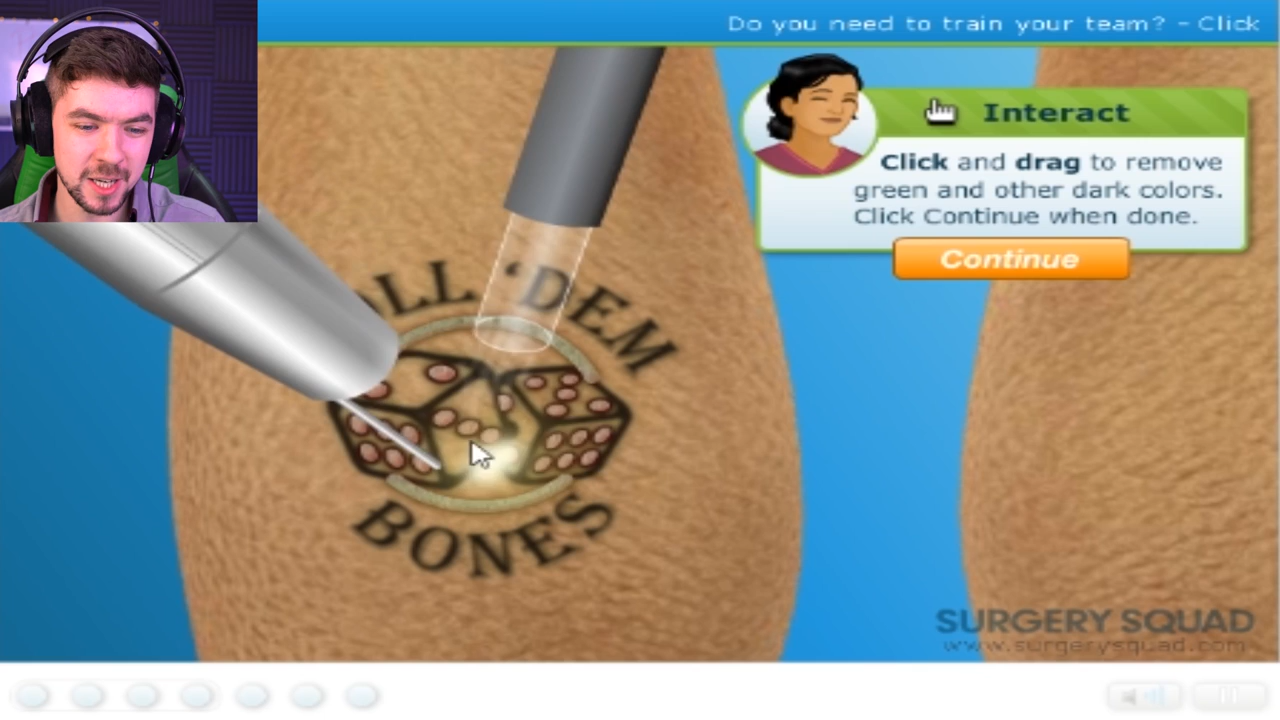 Do you need to train your team? - Click
Interact
Click and drag to remove
green and other dark colors.
Click Continue when done.
Continue
OLL 'DEM
BONES
SURGERY SQUAD
www.surgerysquad.com